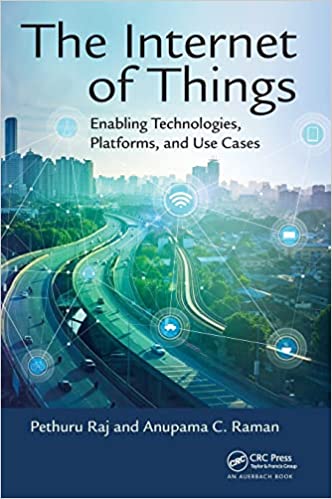 The Internet
of Things
Enabling Technologies,
Platforms, and Use Cases
Pethuru Raj and Anupama C. Raman
CRC Press
Taylor & Francis Group
AN AUERBACH BOOK